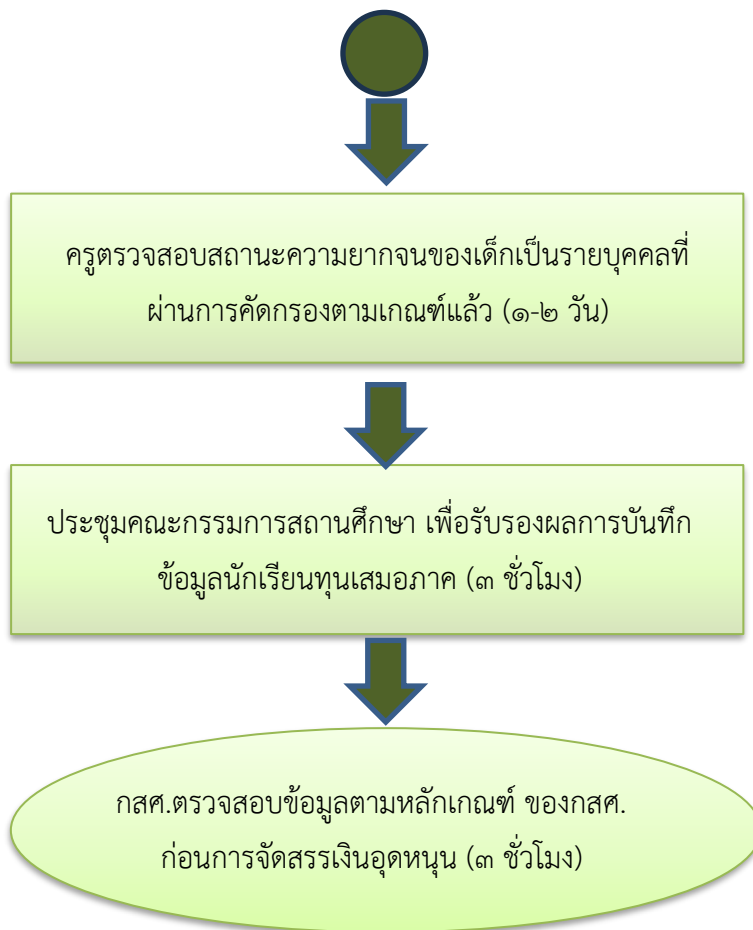 ครูตรวจสอบสถานะความยากจนของเด็กเป็นรายบุคคลที่
ผ่านการคัดกรองตามเกณฑ์แล้ว (๑-๒ วัน)
ประชุมคณะกรรมการสถานศึกษา เพื่อรับรองผลการบันทึก
ข้อมูลนักเรียนทุนเสมอภาค (๓ ชั่วโมง)
กสศ.ตรวจสอบข้อมูลตามหลักเกณฑ์ ของกสศ.
ก่อนการจัดสรรเงินอุดหนุน (๓ ชั่วโมง)